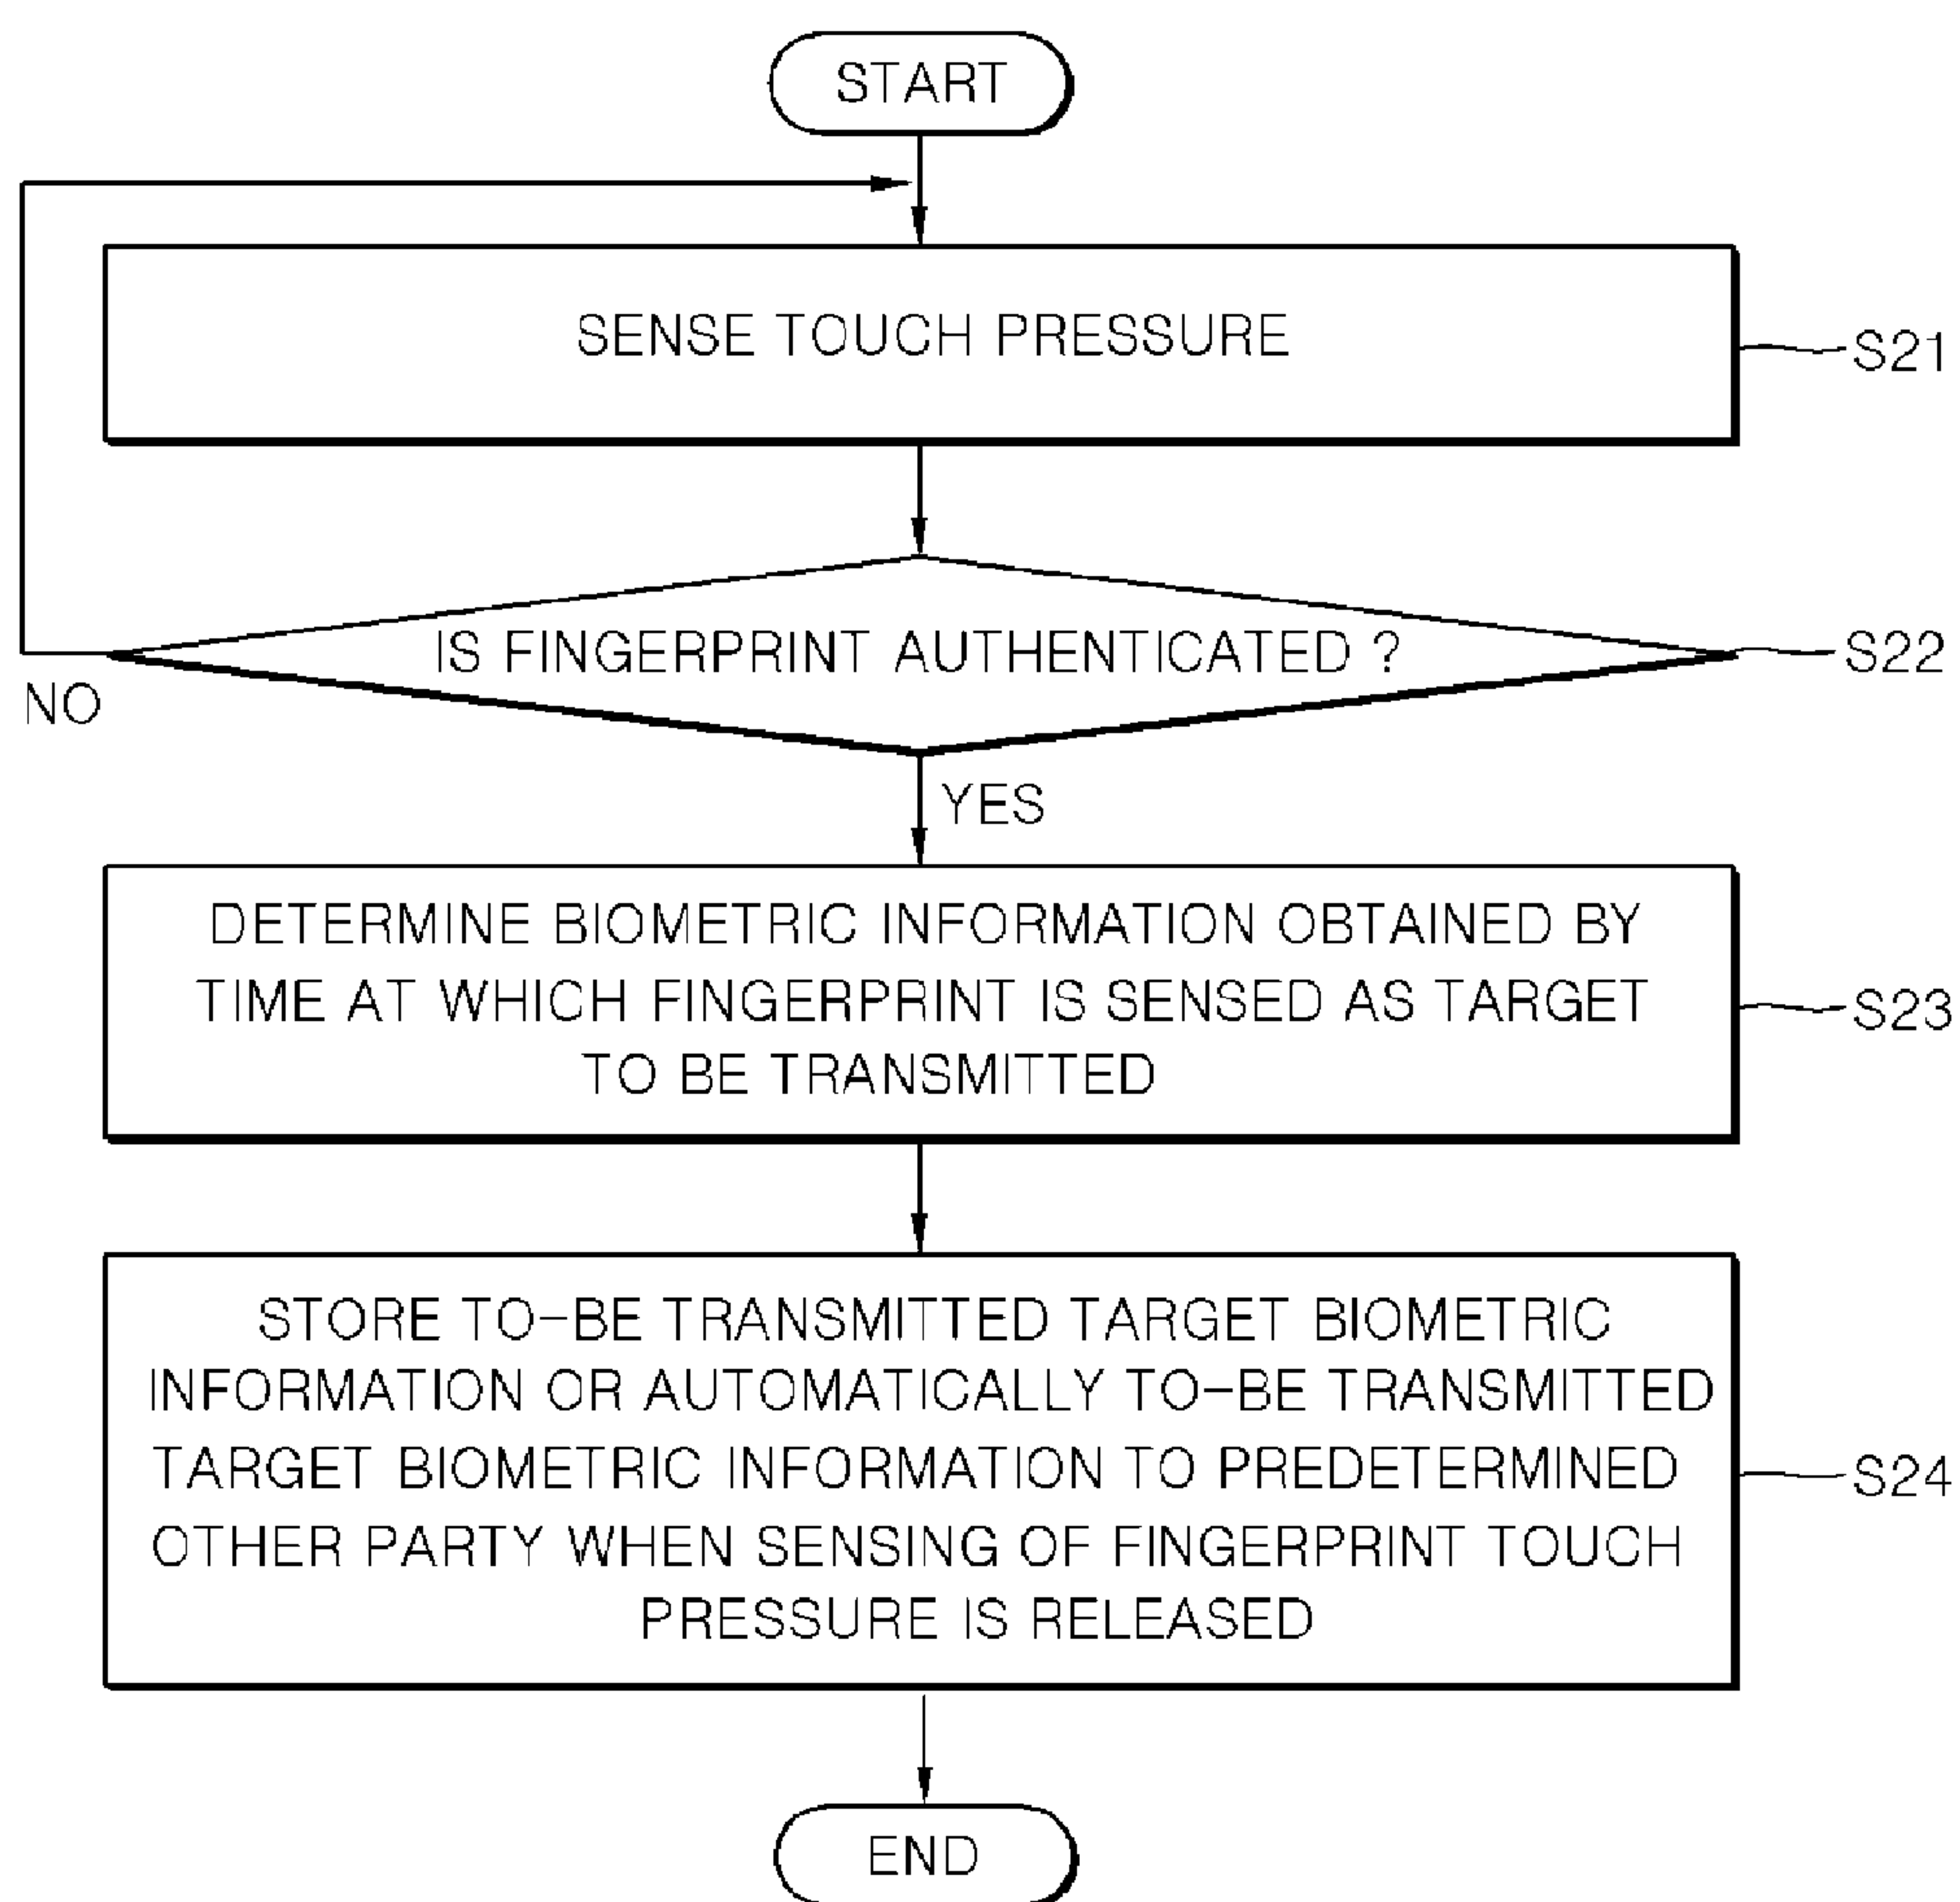 START
SENSE TOUCH PRESSURE
S21
IS FINGERPRINT AUTHENTICATED ?
S22
NO
YES
DETERMINE BIOMETRIC INFORMATION OBTAINED BY
TIME AT WHICH FINGERPRINT IS SENSED AS TARGET
TO BE TRANSMITTED
S23
STORE TO-BE TRANSMITTED TARGET BIOMETRIC
INFORMATION OR AUTOMATICALLY TO-BE TRANSMITTED
TARGET BIOMETRIC INFORMATION TO PREDETERMINED
OTHER PARTY WHEN SENSING OF FINGERPRINT TOUCH
PRESSURE IS RELEASED
S24
END